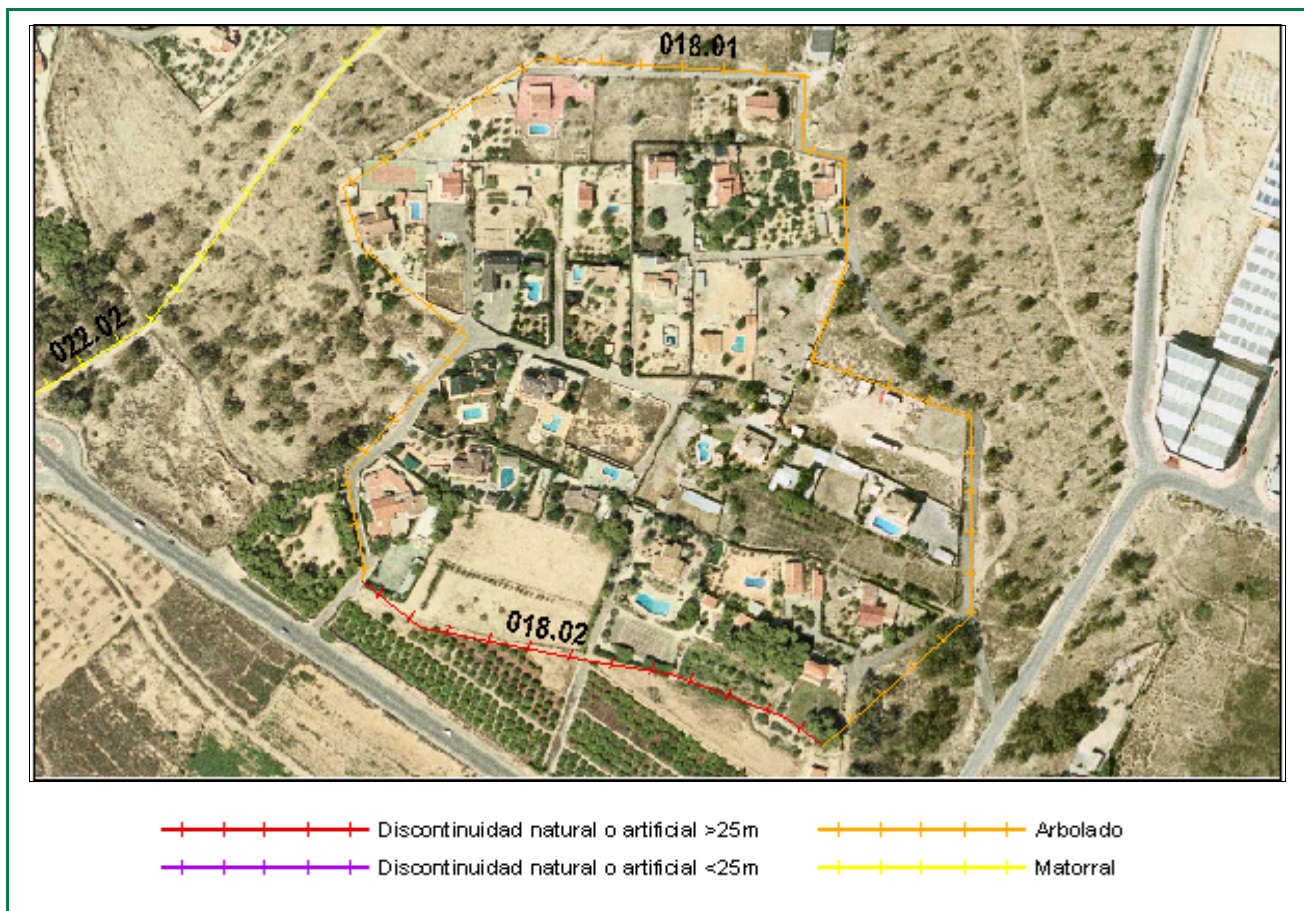 018.01
022.02
018.02
Discontinuidad natural o artificial >25m
Arbolado
Discontinuidad natural o artificial <25m
Matorral